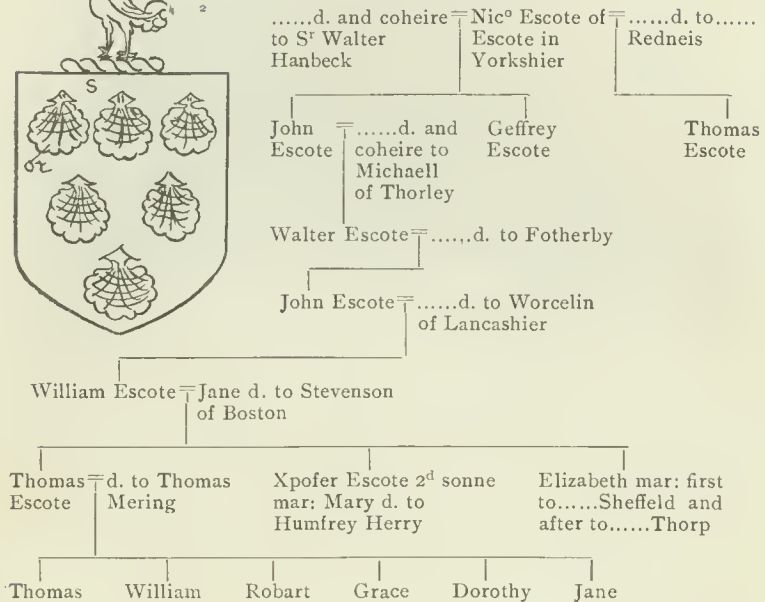 2
S
or
......d. and coheire
to Sʳ Walter
Hanbeck
Nicº Escote of
Escote in
Yorkshier
......d. to......
Redneis
John
Escote
......d. and
coheire to
Michaell
of Thorley
Geffrey
Escote
Thomas
Escote
Walter Escote
......d. to Fotherby
John Escote
......d. to Worcelin
of Lancashier
William Escote
Jane d. to Stevenson
of Boston
Thomas
Escote
d. to Thomas
Mering
Xpofer Escote 2ᵈ sonne
mar: Mary d. to
Humfrey Herry
Elizabeth mar: first
to......Sheffeld and
after to......Thorp
Thomas William Robart Grace Dorothy Jane